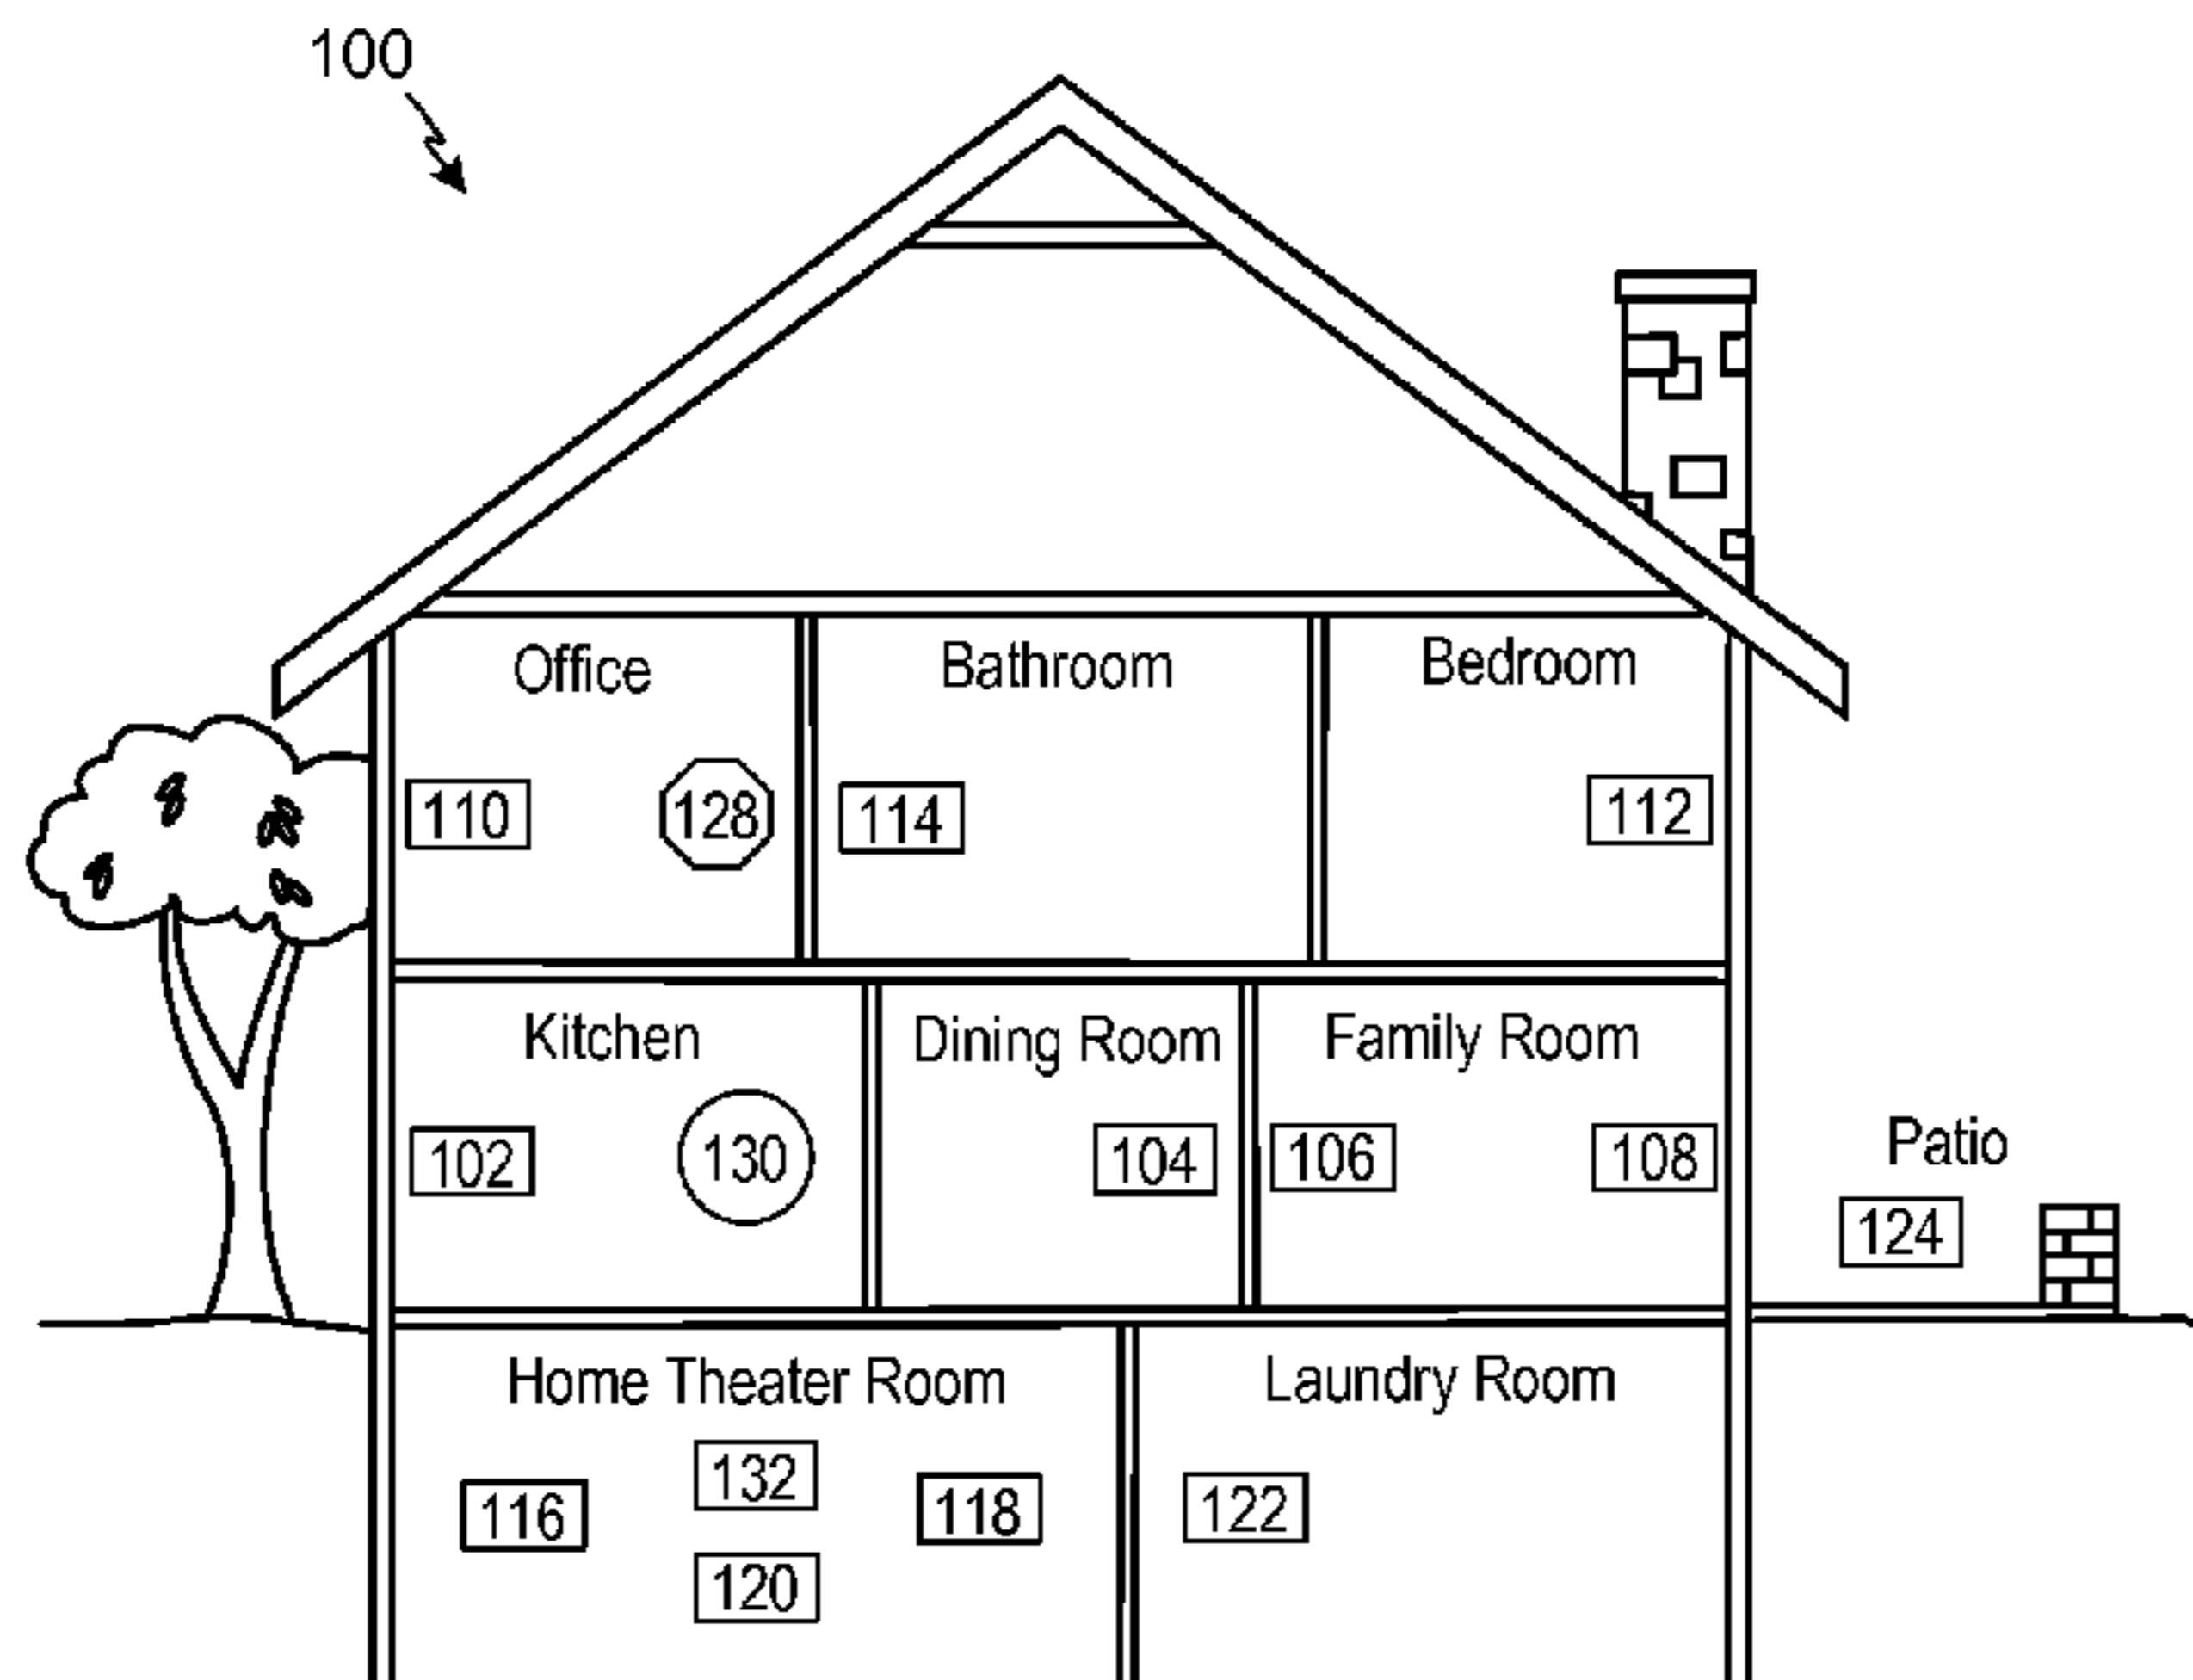 100
Office
Bathroom
Bedroom
110
128
114
112
Kitchen
Dining Room
Family Room
102
130
104
106
108
Patio
124
Home Theater Room
Laundry Room
132
116
118
122
120